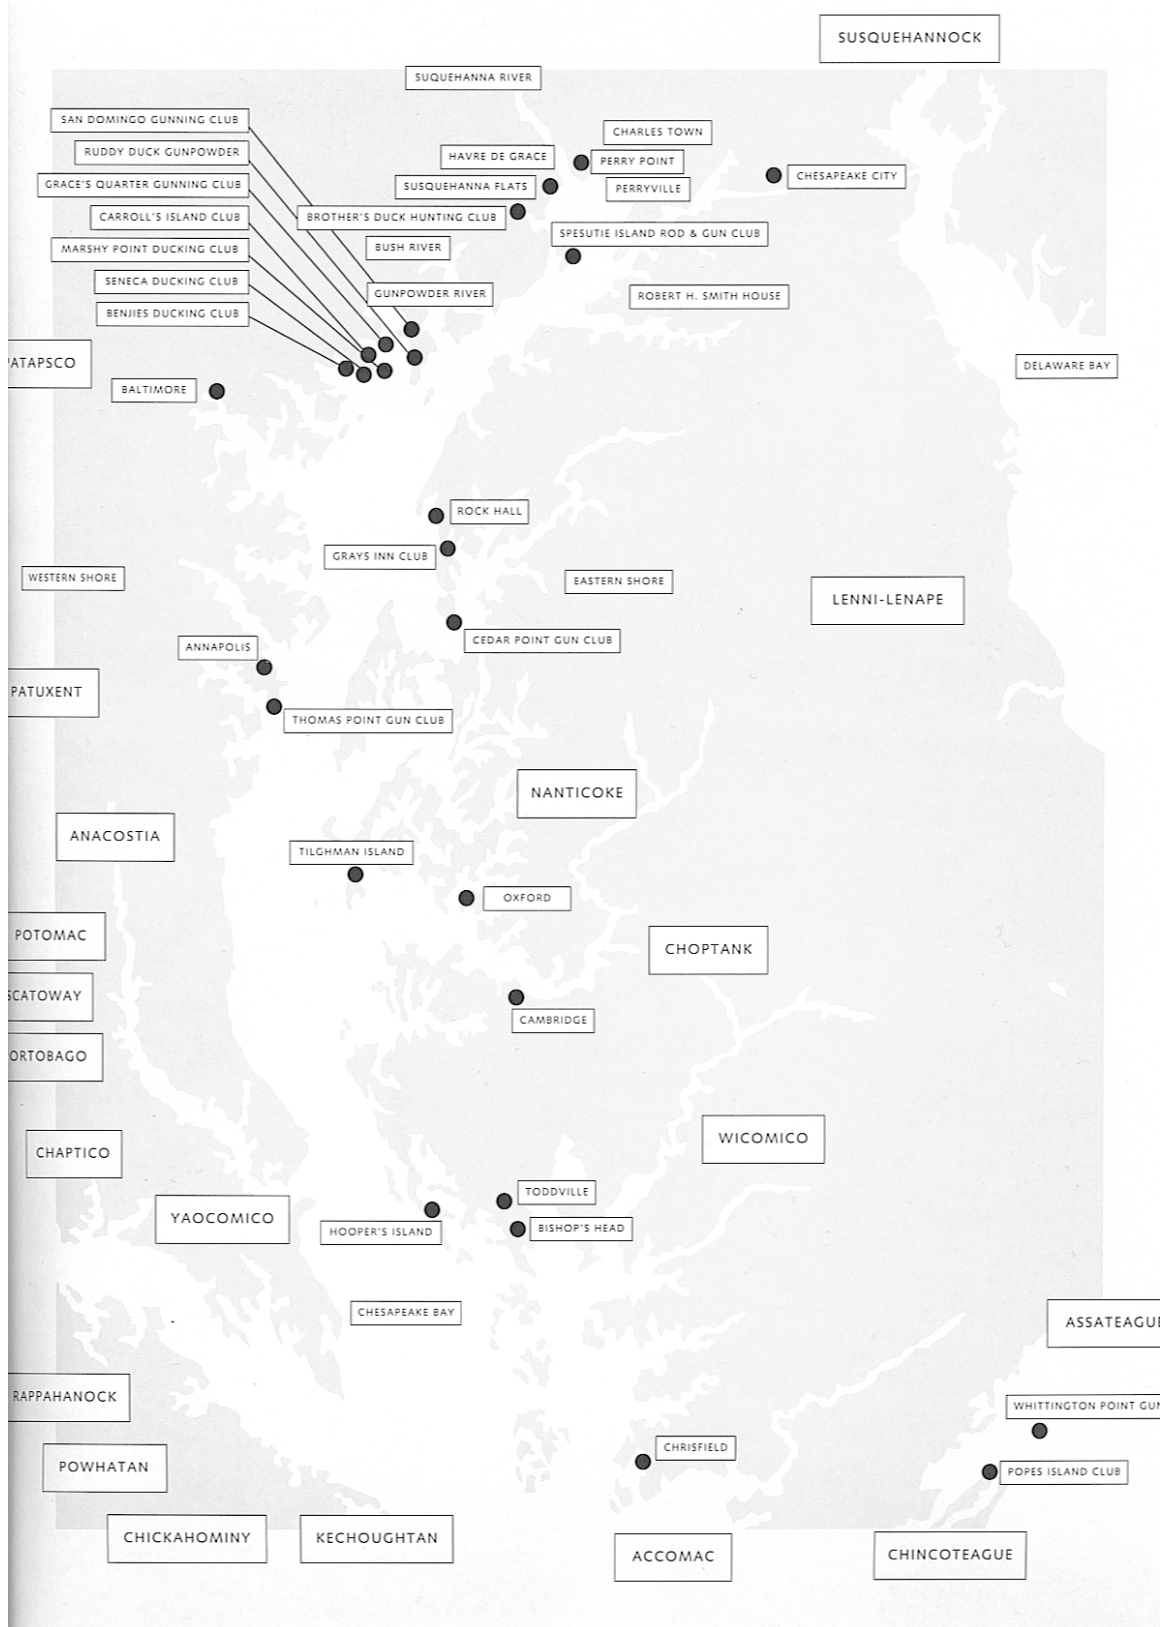 SUSQUEHANNOCK
SUQUEHANNA RIVER
SAN DOMINGO GUNNING CLUB
CHARLES TOWN
RUDDY DUCK GUNPOWDER
HAVRE DE GRACE
PERRY POINT
CHESAPEAKE CITY
GRACE'S QUARTER GUNNING CLUB
SUSQUEHANNA FLATS
PERRYVILLE
CARROLL'S ISLAND CLUB
BROTHER'S DUCK HUNTING CLUB
SPESUTIE ISLAND ROD & GUN CLUB
MARSHY POINT DUCKING CLUB
BUSH RIVER
SENECA DUCKING CLUB
GUNPOWDER RIVER
ROBERT H. SMITH HOUSE
BENJIES DUCKING CLUB
PATAPSCO
DELAWARE BAY
BALTIMORE
ROCK HALL
GRAYS INN CLUB
WESTERN SHORE
EASTERN SHORE
LENNI-LENAPE
CEDAR POINT GUN CLUB
ANNAPOLIS
PATUXENT
THOMAS POINT GUN CLUB
NANTICOKE
ANACOSTIA
TILGHMAN ISLAND
OXFORD
POTOMAC
CHOPTANK
SCATOWAY
CAMBRIDGE
ORTOBAGO
WICOMICO
CHAPTICO
TODDVILLE
YAOCOMICO
HOOPER'S ISLAND
BISHOP'S HEAD
CHESAPEAKE BAY
ASSATEAGUE
RAPPAHANOCK
WHITTINGTON POINT GUN
CHRISFIELD
POWHATAN
POPES ISLAND CLUB
CHICKAHOMINY
KECHOUGHTAN
ACCOMAC
CHINCOTEAGUE